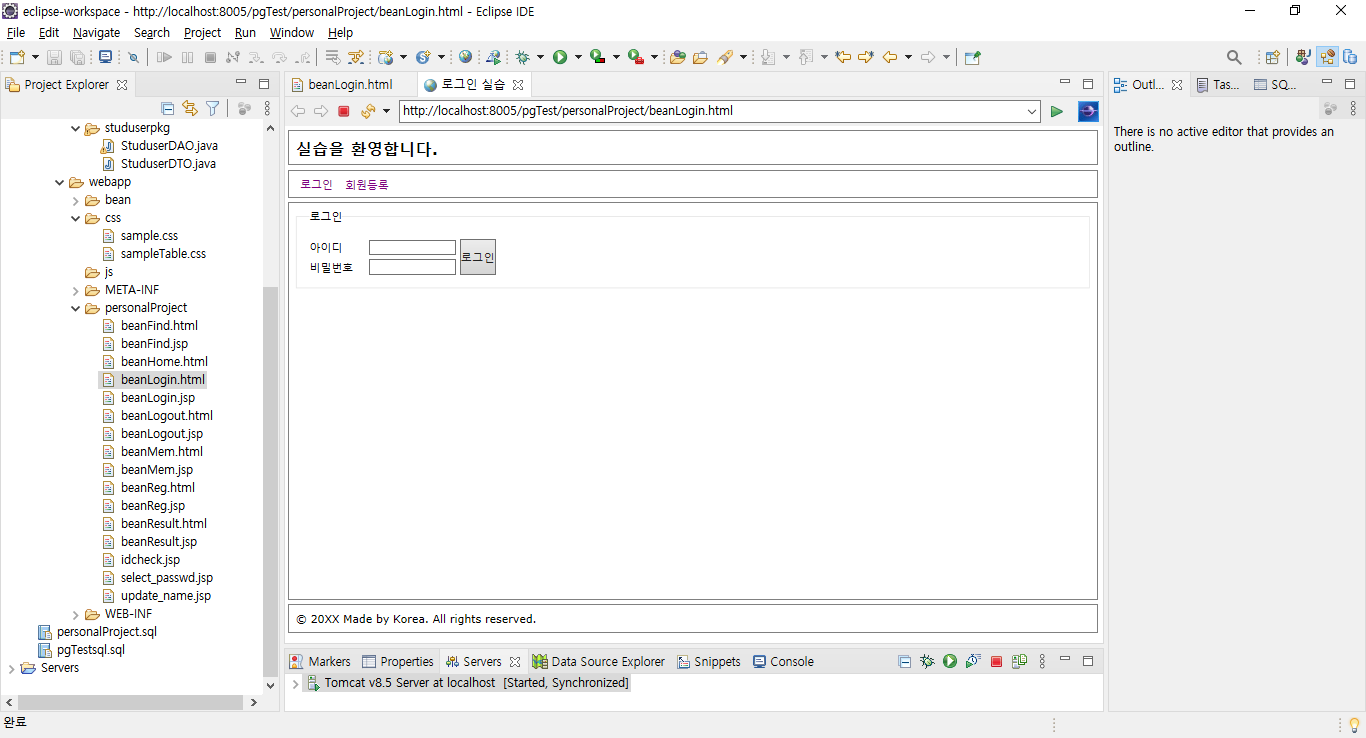 eclipse-workspace - http://localhost:8005/pgTest/personalProject/beanLogin.html - Eclipse IDE
File Edit Navigate Search Project Run Window Help
Project Explorer
studuserpkg
StuduserDAO.java
StuduserDTO.java
webapp
bean
css
sample.css
sampleTable.css
js
META-INF
personalProject
beanFind.html
beanFind.jsp
beanHome.html
beanLogin.html
beanLogin.jsp
beanLogout.html
beanLogout.jsp
beanMem.html
beanMem.jsp
beanReg.html
beanReg.jsp
beanResult.html
beanResult.jsp
idcheck.jsp
select_passwd.jsp
update_name.jsp
WEB-INF
personalProject.sql
pgTestsql.sql
Servers
beanLogin.html 로그인 실습
http://localhost:8005/pgTest/personalProject/beanLogin.html
실습을 환영합니다.
로그인 회원등록
로그인
아이디
비밀번호
로그인
© 20XX Made by Korea. All rights reserved.
Markers Properties Servers Data Source Explorer Snippets Console
Tomcat v8.5 Server at localhost [Started, Synchronized]
Outl... Tas... SQ...
There is no active editor that provides an
outline.
완료